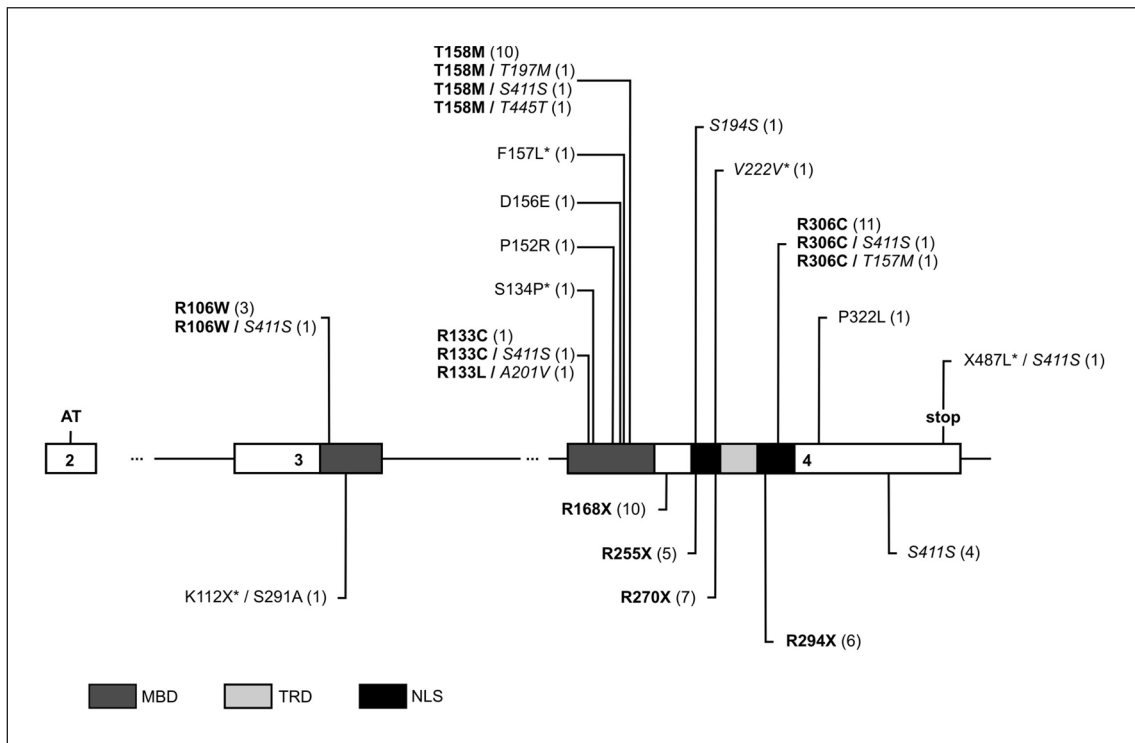 T158M (10)
T158M / T197M (1)
T158M / S411S (1)
T158M / T445T (1)
S194S (1)
F157L* (1)
V222V* (1)
D156E (1)
R306C (11)
R306C / S411S (1)
R306C / T157M (1)
P152R (1)
S134P* (1)
R106W (3)
R106W / S411S (1)
P322L (1)
R133C (1)
R133C / S411S (1)
R133L / A201V (1)
X487L* / S411S (1)
AT
stop
2
...
3
...
4
R168X (10)
R255X (5)
S411S (4)
K112X* / S291A (1)
R270X (7)
R294X (6)
MBD
TRD
NLS